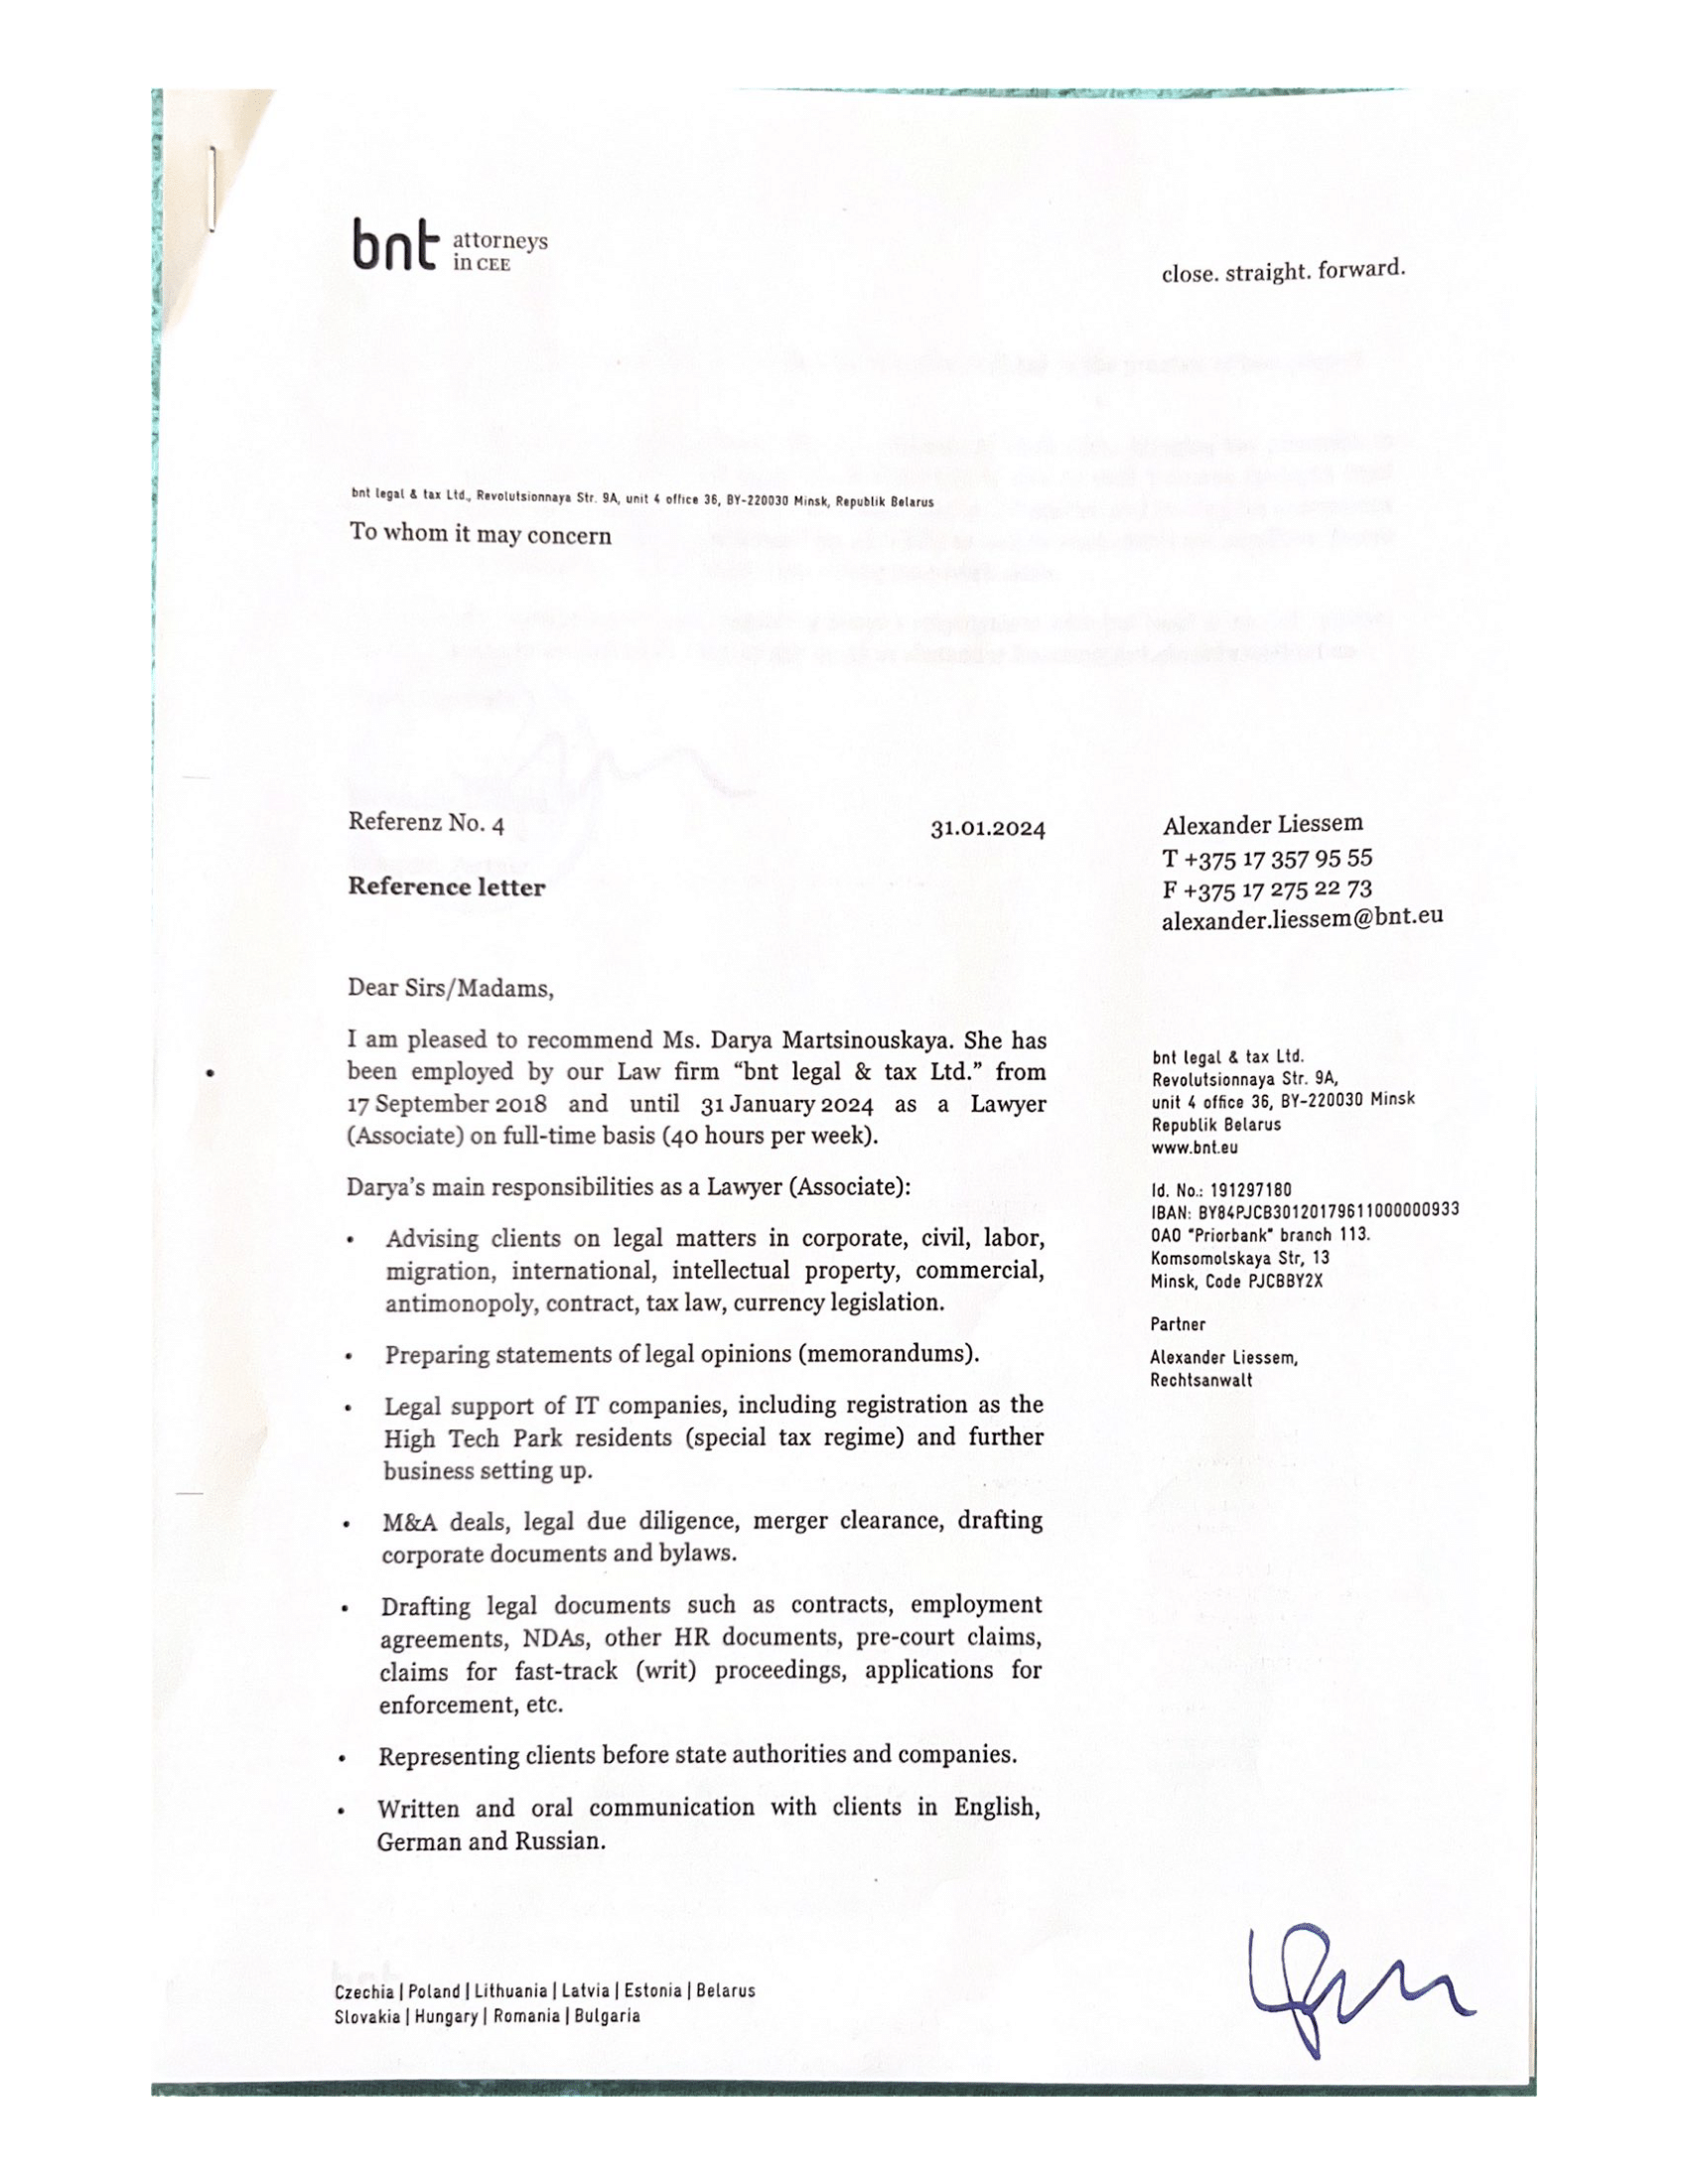 bnt attorneys
in CEE
close. straight. forward.
bnt legal & tax Ltd., Revolutsionnaya Str. 9A, unit 4 office 36, BY-220030 Minsk, Republik Belarus
To whom it may concern
Referenz No. 4
31.01.2024
Reference letter
Alexander Liessem
T +375 17 357 95 55
F +375 17 275 22 73
alexander.liessem@bnt.eu
Dear Sirs/Madams,
I am pleased to recommend Ms. Darya Martsinouskaya. She has
been employed by our Law firm “bnt legal & tax Ltd.” from
17 September 2018 and until 31 January 2024 as a Lawyer
(Associate) on full-time basis (40 hours per week).
Darya’s main responsibilities as a Lawyer (Associate):
• Advising clients on legal matters in corporate, civil, labor,
migration, international, intellectual property, commercial,
antimonopoly, contract, tax law, currency legislation.
• Preparing statements of legal opinions (memorandums).
• Legal support of IT companies, including registration as the
High Tech Park residents (special tax regime) and further
business setting up.
• M&A deals, legal due diligence, merger clearance, drafting
corporate documents and bylaws.
• Drafting legal documents such as contracts, employment
agreements, NDAs, other HR documents, pre-court claims,
claims for fast-track (writ) proceedings, applications for
enforcement, etc.
• Representing clients before state authorities and companies.
• Written and oral communication with clients in English,
German and Russian.
bnt legal & tax Ltd.
Revolutsionnaya Str. 9A,
unit 4 office 36, BY-220030 Minsk
Republik Belarus
www.bnt.eu
Id. No.: 191297180
IBAN: BY84PJCB30120179611000000933
OAO "Priorbank" branch 113.
Komsomolskaya Str, 13
Minsk, Code PJCBBY2X
Partner
Alexander Liessem,
Rechtsanwalt
Czechia | Poland | Lithuania | Latvia | Estonia | Belarus
Slovakia | Hungary | Romania | Bulgaria